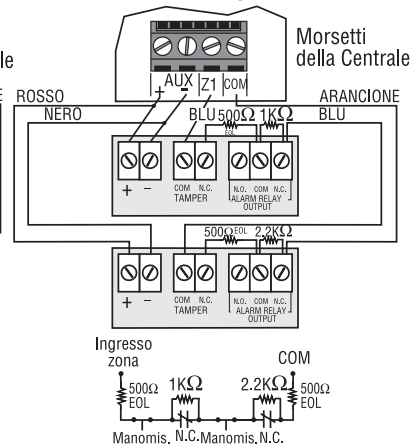 Morsetti
della Centrale
le
+ AUX - Z1 COM
E ROSSO ARANCIONE
NERO BLU 500Ω 1KΩ BLU
EOL
+ - COM N.C. N.O. COM N.C.
TAMPER ALARM RELAY
OUTPUT
500Ω EOL 2.2KΩ
+ - COM N.C. N.O. COM N.C.
TAMPER ALARM RELAY
OUTPUT
Ingresso
zona COM
500Ω 1KΩ 2.2KΩ 500Ω
EOL EOL
Manomis. N.C. Manomis. N.C.